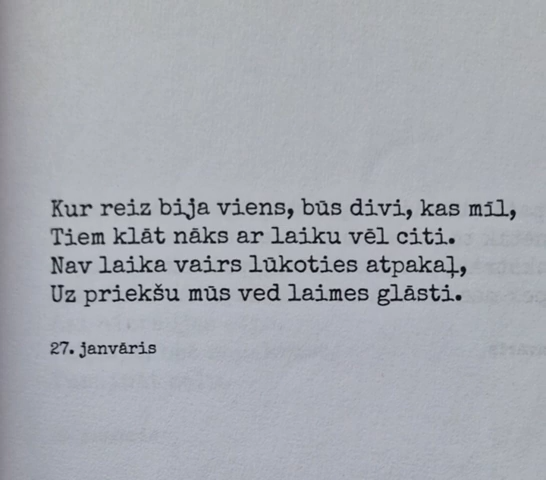 Kur reiz bija viens, būs divi, kas mīl,
Tiem klāt nāks ar laiku vēl citi.
Nav laika vairs lūkoties atpakaļ,
Uz priekšu mūs ved laimes glāsti.
27. janvāris